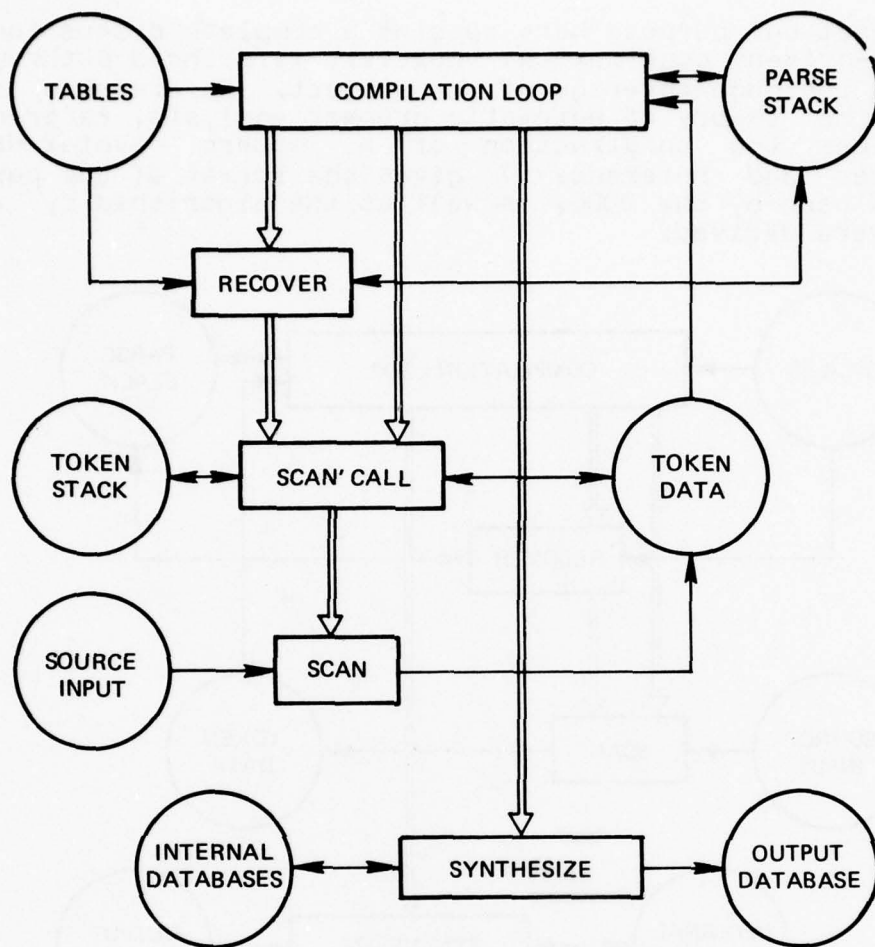 TABLES
COMPILATION LOOP
PARSE
STACK
RECOVER
TOKEN
STACK
SCAN' CALL
TOKEN
DATA
SOURCE
INPUT
SCAN
INTERNAL
DATABASES
SYNTHESIZE
OUTPUT
DATABASE